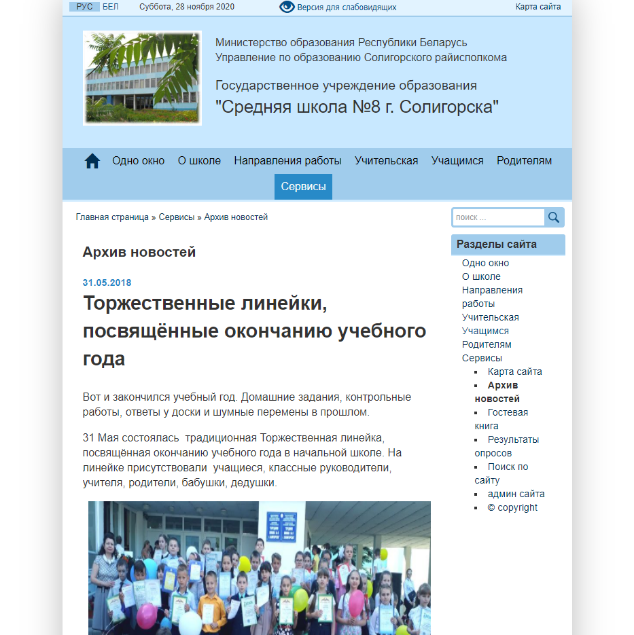 РУС БЕЛ Суббота, 28 ноября 2020 Версия для слабовидящих Карта сайта
Министерство образования Республики Беларусь
Управление по образованию Солигорского райисполкома
Государственное учреждение образования
"Средняя школа №8 г. Солигорска"
Одно окно О школе Направления работы Учительская Учащимся Родителям
Сервисы
Главная страница » Сервисы » Архив новостей
поиск ...
Архив новостей
31.05.2018
Торжественные линейки,
посвящённые окончанию учебного
года
Вот и закончился учебный год. Домашние задания, контрольные
работы, ответы у доски и шумные перемены в прошлом.
31 Мая состоялась традиционная Торжественная линейка,
посвящённая окончанию учебного года в начальной школе. На
линейке присутствовали учащиеся, классные руководители,
учителя, родители, бабушки, дедушки.
Разделы сайта
Одно окно
О школе
Направления
работы
Учительская
Учащимся
Родителям
Сервисы
Карта сайта
Архив
новостей
Гостевая
книга
Результаты
опросов
Поиск по
сайту
админ сайта
© copyright